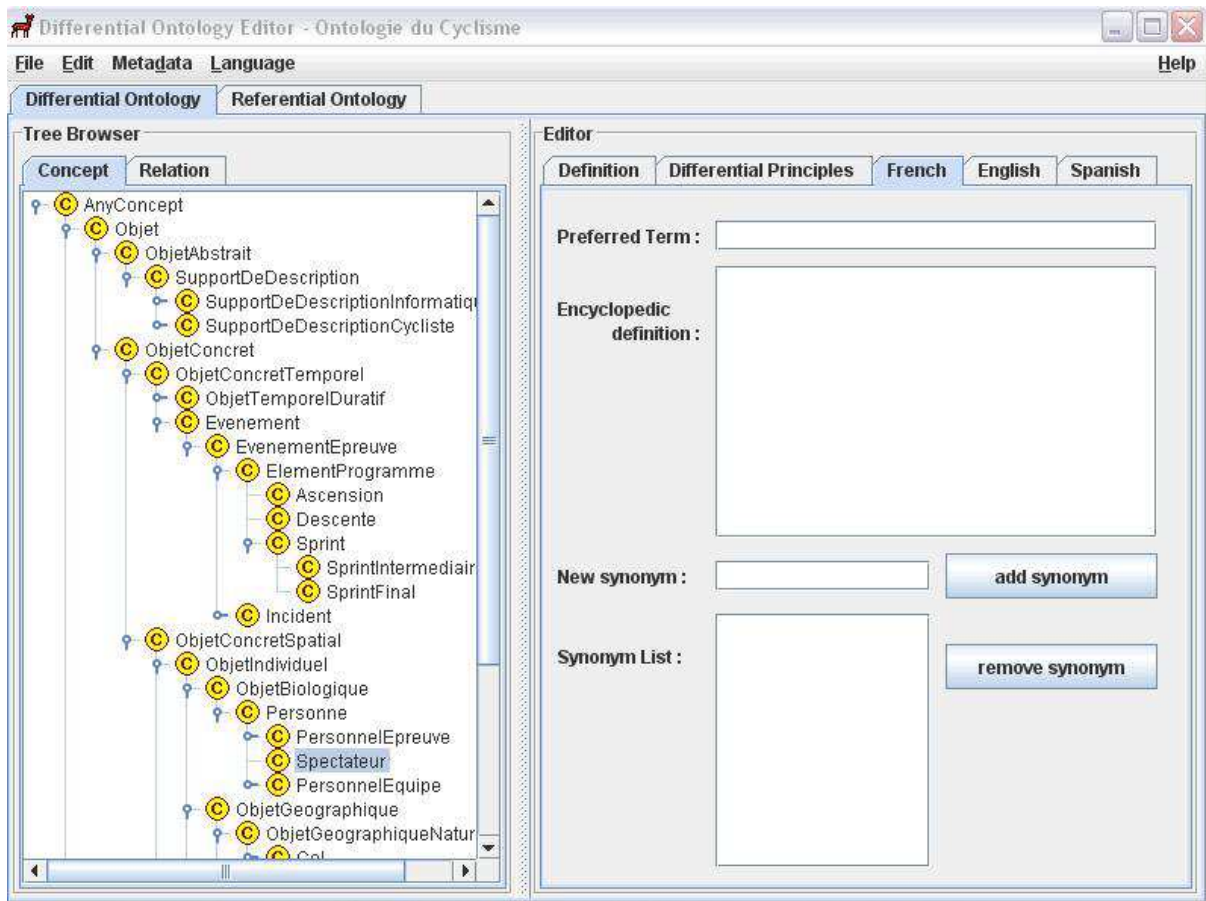 Differential Ontology Editor - Ontologie du Cyclisme
File Edit Metadata Language Help
Differential Ontology Referential Ontology
Tree Browser
Concept Relation
C AnyConcept
C Objet
C ObjetAbstrait
C SupportDeDescription
C SupportDeDescriptionInformatiq
C SupportDeDescriptionCycliste
C ObjetConcret
C ObjetConcretTemporel
C ObjetTemporelDuratif
C Evenement
C EvenementEpreuve
C ElementProgramme
C Ascension
C Descente
C Sprint
C SprintIntermediair
C SprintFinal
C Incident
C ObjetConcretSpatial
C ObjetIndividuel
C ObjetBiologique
C Personne
C PersonnelEpreuve
C Spectateur
C PersonnelEquipe
C ObjetGeographique
C ObjetGeographiqueNatur
C Col
Editor
Definition Differential Principles French English Spanish
Preferred Term :
Encyclopedic
definition :
New synonym :
add synonym
Synonym List :
remove synonym